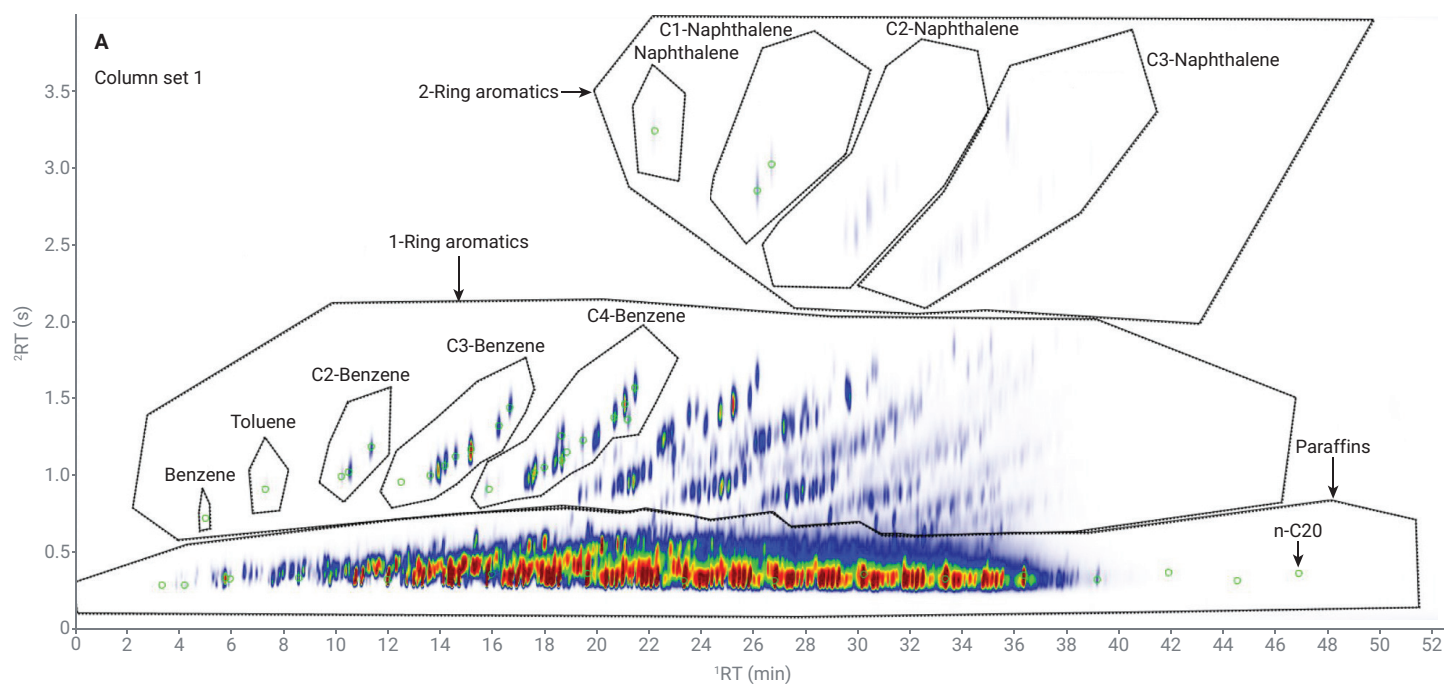 A
Column set 1
C1-Naphthalene
C2-Naphthalene
Naphthalene
C3-Naphthalene
2-Ring aromatics
1-Ring aromatics
C4-Benzene
C3-Benzene
C2-Benzene
Toluene
Benzene
Paraffins
n-C20
3.5
3.0
2.5
2.0
1.5
1.0
0.5
0
²RT (s)
0 2 4 6 8 10 12 14 16 18 20 22 24 26 28 30 32 34 36 38 40 42 44 46 48 50 52
¹RT (min)